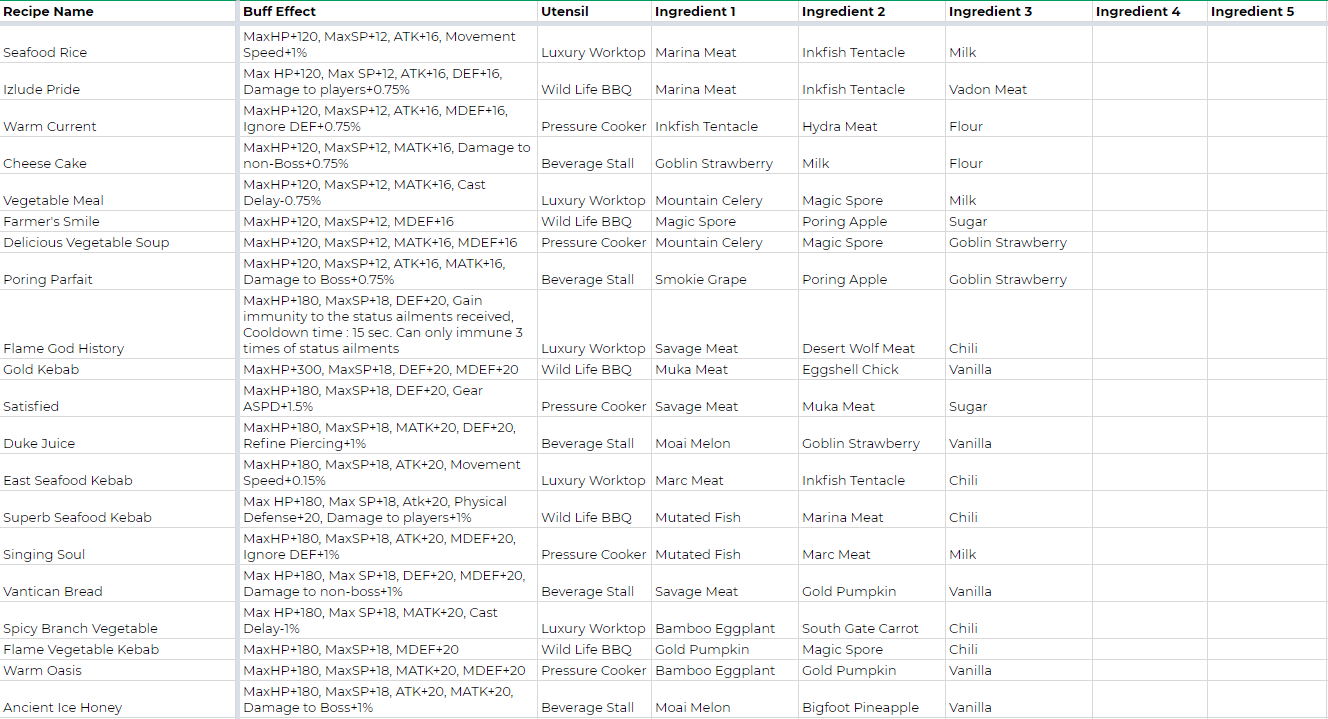 Recipe Name Buff Effect Utensil Ingredient 1 Ingredient 2 Ingredient 3 Ingredient 4 Ingredient 5
MaxHP+120, MaxSP+12, ATK+16, Movement
Seafood Rice Speed+1% Luxury Worktop Marina Meat Inkfish Tentacle Milk
Max HP+120, Max SP+12, ATK+16, DEF+16,
Izlude Pride Damage to players+0.75% Wild Life BBQ Marina Meat Inkfish Tentacle Vadon Meat
MaxHP+120, MaxSP+12, ATK+16, MDEF+16,
Warm Current Ignore DEF+0.75% Pressure Cooker Inkfish Tentacle Hydra Meat Flour
MaxHP+120, MaxSP+12, MATK+16, Damage to
Cheese Cake non-Boss+0.75% Beverage Stall Goblin Strawberry Milk Flour
MaxHP+120, MaxSP+12, MATK+16, Cast
Vegetable Meal Delay-0.75% Luxury Worktop Mountain Celery Magic Spore Milk
Farmer's Smile MaxHP+120, MaxSP+12, MDEF+16 Wild Life BBQ Magic Spore Poring Apple Sugar
Delicious Vegetable Soup MaxHP+120, MaxSP+12, MATK+16, MDEF+16 Pressure Cooker Mountain Celery Magic Spore Goblin Strawberry
MaxHP+120, MaxSP+12, ATK+16, MATK+16,
Poring Parfait Damage to Boss+0.75% Beverage Stall Smokie Grape Poring Apple Goblin Strawberry
MaxHP+180, MaxSP+18, DEF+20, Gain
immunity to the status ailments received,
Cooldown time : 15 sec. Can only immune 3
Flame God History times of status ailments Luxury Worktop Savage Meat Desert Wolf Meat Chili
Gold Kebab MaxHP+300, MaxSP+18, DEF+20, MDEF+20 Wild Life BBQ Muka Meat Eggshell Chick Vanilla
MaxHP+180, MaxSP+18, DEF+20, Gear
Satisfied ASPD+1.5% Pressure Cooker Savage Meat Muka Meat Sugar
MaxHP+180, MaxSP+18, MATK+20, DEF+20,
Duke Juice Refine Piercing+1% Beverage Stall Moai Melon Goblin Strawberry Vanilla
MaxHP+180, MaxSP+18, ATK+20, Movement
East Seafood Kebab Speed+0.15% Luxury Worktop Marc Meat Inkfish Tentacle Chili
Max HP+180, Max SP+18, Atk+20, Physical
Superb Seafood Kebab Defense+20, Damage to players+1% Wild Life BBQ Mutated Fish Marina Meat Chili
MaxHP+180, MaxSP+18, ATK+20, MDEF+20,
Singing Soul Ignore DEF+1% Pressure Cooker Mutated Fish Marc Meat Milk
Max HP+180, Max SP+18, DEF+20, MDEF+20,
Vantican Bread Damage to non-boss+1% Beverage Stall Savage Meat Gold Pumpkin Vanilla
Max HP+180, Max SP+18, MATK+20, Cast
Spicy Branch Vegetable Delay-1% Luxury Worktop Bamboo Eggplant South Gate Carrot Chili
Flame Vegetable Kebab MaxHP+180, MaxSP+18, MDEF+20 Wild Life BBQ Gold Pumpkin Magic Spore Chili
Warm Oasis MaxHP+180, MaxSP+18, MATK+20, MDEF+20 Pressure Cooker Bamboo Eggplant Gold Pumpkin Vanilla
MaxHP+180, MaxSP+18, ATK+20, MATK+20,
Ancient Ice Honey Damage to Boss+1% Beverage Stall Moai Melon Bigfoot Pineapple Vanilla